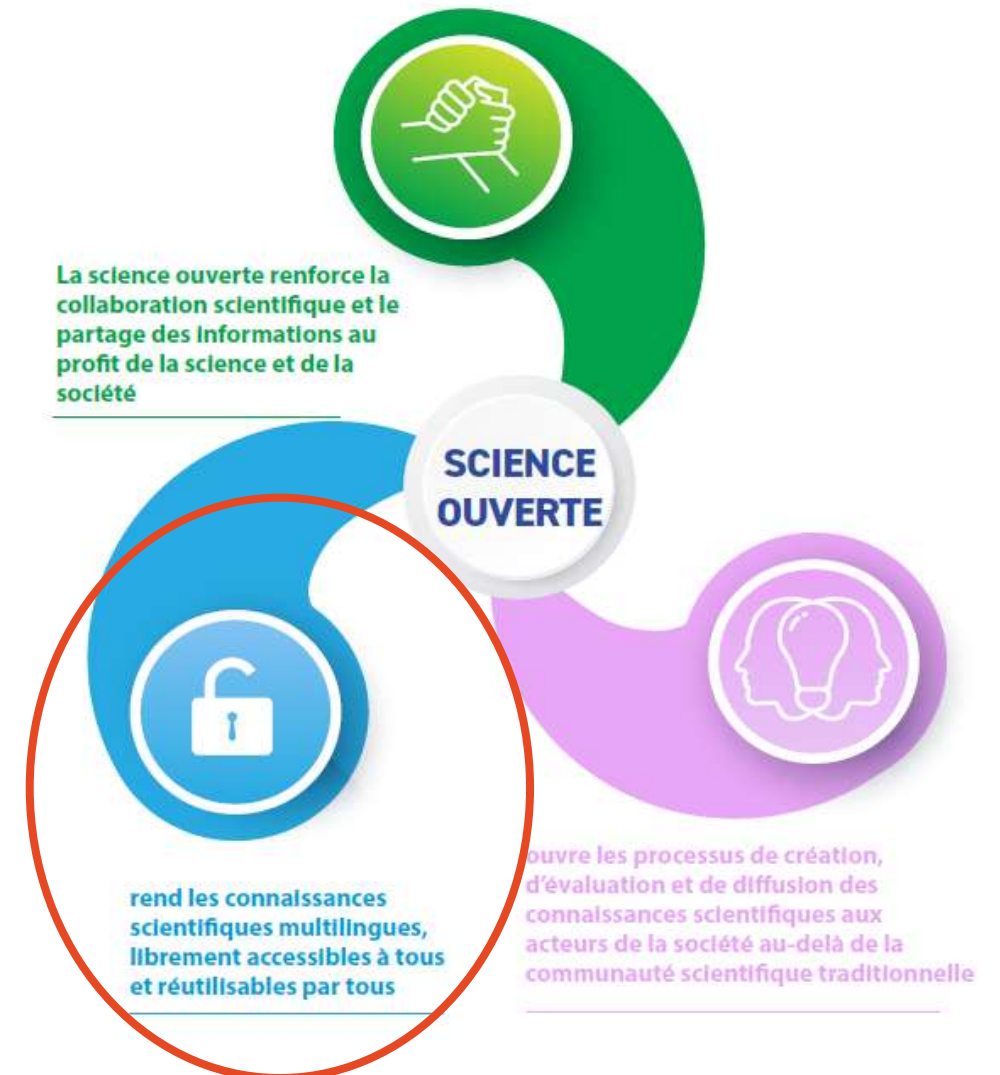 La science ouverte renforce la
collaboration scientifique et le
partage des informations au
profit de la science et de la
société
SCIENCE
OUVERTE
rend les connaissances
scientifiques multilingues,
librement accessibles à tous
et réutilisables par tous
ouvre les processus de création,
d'évaluation et de diffusion des
connaissances scientifiques aux
acteurs de la société au-delà de la
communauté scientifique traditionnelle